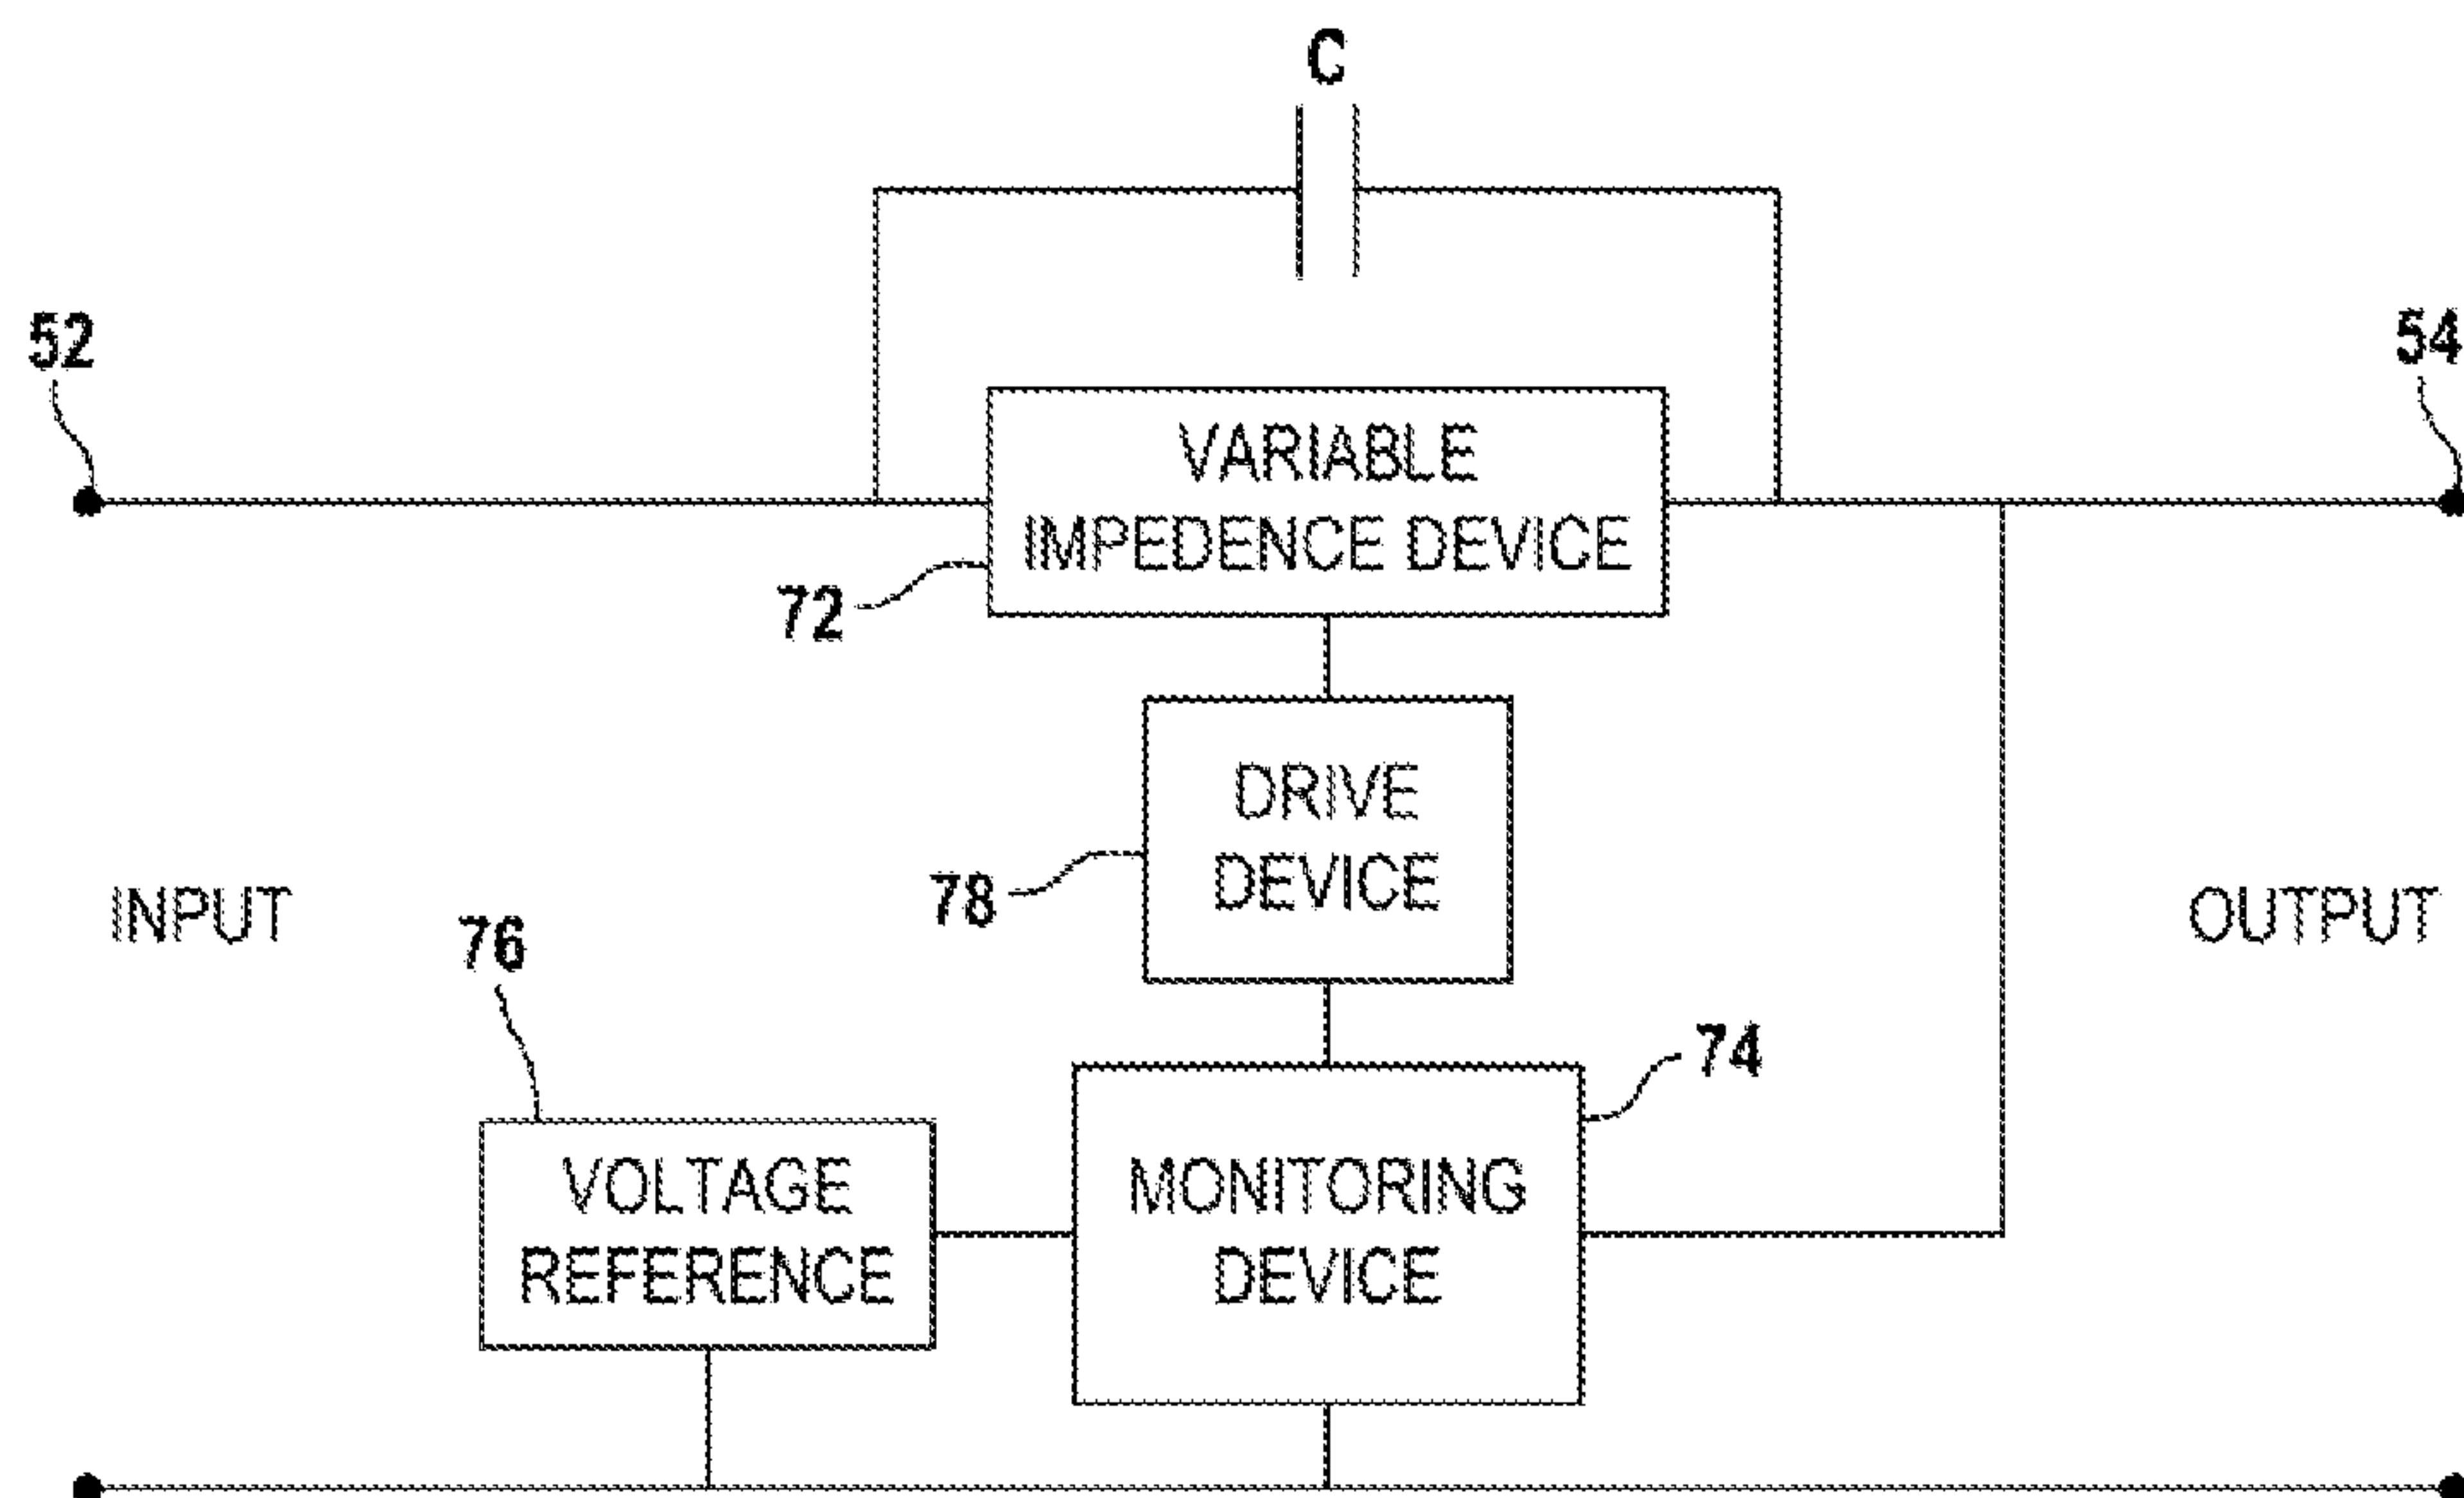 C
52
54
VARIABLE
IMPEDENCE DEVICE
72
DRIVE
DEVICE
78
INPUT
OUTPUT
76
74
VOLTAGE
REFERENCE
MONITORING
DEVICE